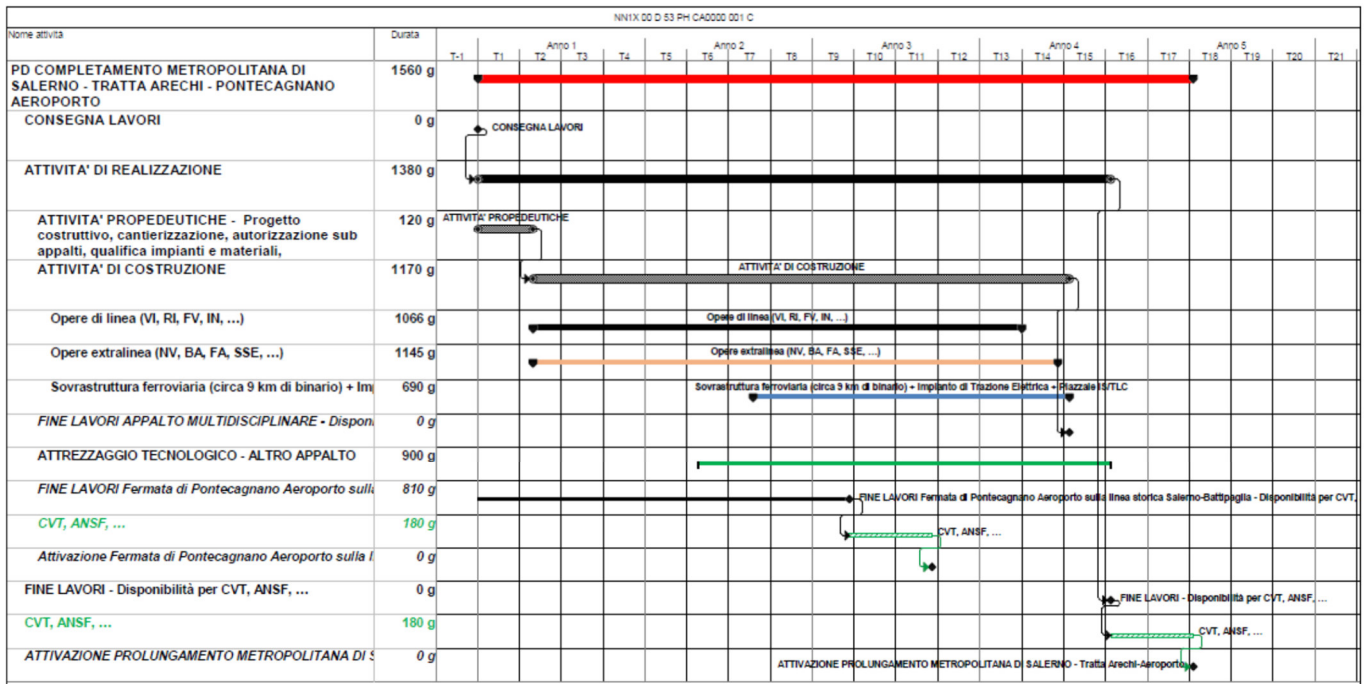 NN1X 00 D 53 PH CA0000 001 C
Nome attività Durata
Anno 1 Anno 2 Anno 3 Anno 4 Anno 5
T-1 T1 T2 T3 T4 T5 T6 T7 T8 T9 T10 T11 T12 T13 T14 T15 T16 T17 T18 T19 T20 T21
PD COMPLETAMENTO METROPOLITANA DI 1560 g
SALERNO - TRATTA ARECHI - PONTECAGNANO
AEROPORTO
CONSEGNA LAVORI 0 g
CONSEGNA LAVORI
ATTIVITA' DI REALIZZAZIONE 1380 g
ATTIVITA' PROPEDEUTICHE - Progetto 120 g
costruttivo, cantierizzazione, autorizzazione sub
appalti, qualifica impianti e materiali,
ATTIVITA' PROPEDEUTICHE
ATTIVITA' DI COSTRUZIONE 1170 g
ATTIVITA' DI COSTRUZIONE
Opere di linea (VI, RI, FV, IN, ...) 1066 g
Opere di linea (VI, RI, FV, IN, ...)
Opere extralinea (NV, BA, FA, SSE, ...) 1145 g
Opere extralinea (NV, BA, FA, SSE, ...)
Sovrastruttura ferroviaria (circa 9 km di binario) + Imp 690 g
Sovrastruttura ferroviaria (circa 9 km di binario) + Impianto di Trazione Elettrica + Piazzale IS/TLC
FINE LAVORI APPALTO MULTIDISCIPLINARE - Dispon 0 g
ATTREZZAGGIO TECNOLOGICO - ALTRO APPALTO 900 g
FINE LAVORI Fermata di Pontecagnano Aeroporto sulla 810 g
FINE LAVORI Fermata di Pontecagnano Aeroporto sulla linea storica Salerno-Battipaglia - Disponibilità per CVT,
CVT, ANSF, ... 180 g
CVT, ANSF, ...
Attivazione Fermata di Pontecagnano Aeroporto sulla l 0 g
FINE LAVORI - Disponibilità per CVT, ANSF, ... 0 g
FINE LAVORI - Disponibilità per CVT, ANSF, ...
CVT, ANSF, ... 180 g
CVT, ANSF, ...
ATTIVAZIONE PROLUNGAMENTO METROPOLITANA DI S 0 g
ATTIVAZIONE PROLUNGAMENTO METROPOLITANA DI SALERNO - Tratta Arechi-Aeroporto